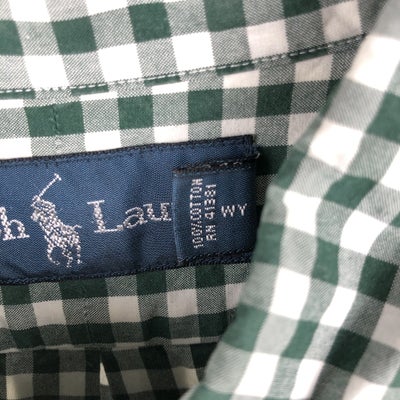 h Lau
100% COTTON
RN 41381
WY